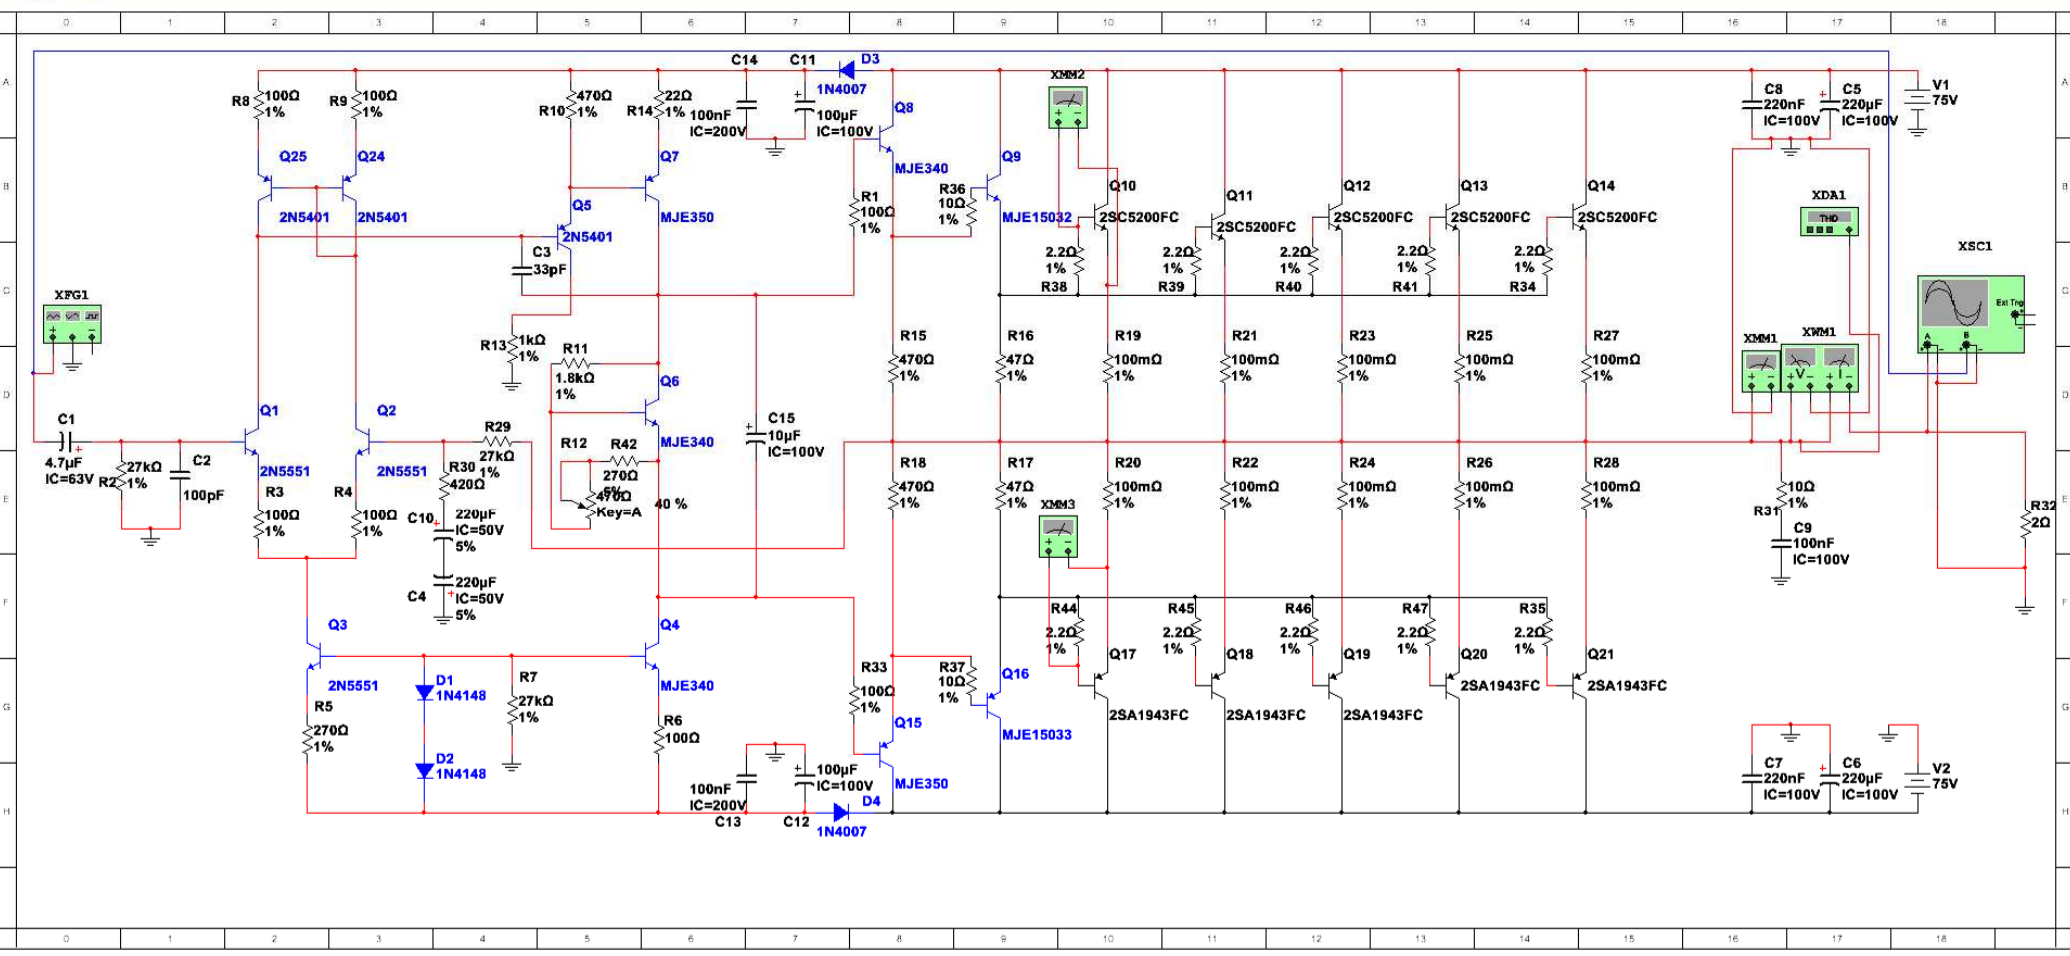 0 1 2 3 4 5 6 7 8 9 10 11 12 13 14 15 16 17 18
A
A
B
B
C
C
D
D
E
E
F
F
G
G
H
H
R8
100Ω
1%
R9
100Ω
1%
R10
470Ω
1%
R14
22Ω
1%
C14
100nF
IC=200V
C11
100µF
IC=100V
D3
1N4007
Q8
MJE340
XMM2
C8
220nF
IC=100V
C5
220µF
IC=100V
V1
75V
Q25
2N5401
Q24
2N5401
Q5
2N5401
Q7
MJE350
R1
100Ω
1%
R36
10Ω
1%
Q9
MJE15032
Q10
2SC5200FC
Q11
2SC5200FC
Q12
2SC5200FC
Q13
2SC5200FC
Q14
2SC5200FC
XDA1
THD
XSC1
Ext Trig
A
B
C3
33pF
2.2Ω
1%
R38
2.2Ω
1%
R39
2.2Ω
1%
R40
2.2Ω
1%
R41
2.2Ω
1%
R34
XFG1
R13
1kΩ
1%
R11
1.8kΩ
1%
Q6
MJE340
R15
470Ω
1%
R16
47Ω
1%
R19
100mΩ
1%
R21
100mΩ
1%
R23
100mΩ
1%
R25
100mΩ
1%
R27
100mΩ
1%
XMM1
XWM1
V
I
C1
4.7µF
IC=63V
R2
27kΩ
1%
C2
100pF
Q1
2N5551
Q2
2N5551
R29
27kΩ
1%
R30
420Ω
R12
R42
270Ω
5%
470Ω
Key=A
40 %
C15
10µF
IC=100V
R3
100Ω
1%
R4
100Ω
1%
C10
220µF
IC=50V
5%
C4
220µF
IC=50V
5%
R18
470Ω
1%
R17
47Ω
1%
R20
100mΩ
1%
R22
100mΩ
1%
R24
100mΩ
1%
R26
100mΩ
1%
R28
100mΩ
1%
XMM3
10Ω
1%
R31
C9
100nF
IC=100V
R32
2Ω
Q3
2N5551
Q4
MJE340
R44
2.2Ω
1%
R45
2.2Ω
1%
R46
2.2Ω
1%
R47
2.2Ω
1%
R35
2.2Ω
1%
D1
1N4148
R7
27kΩ
1%
R33
100Ω
1%
R37
10Ω
1%
Q16
MJE15033
Q17
2SA1943FC
Q18
2SA1943FC
Q19
2SA1943FC
Q20
2SA1943FC
Q21
2SA1943FC
R5
270Ω
1%
D2
1N4148
R6
100Ω
Q15
MJE350
100nF
IC=200V
C13
100µF
IC=100V
C12
D4
1N4007
C7
220nF
IC=100V
C6
220µF
IC=100V
V2
75V
0 1 2 3 4 5 6 7 8 9 10 11 12 13 14 15 16 17 18